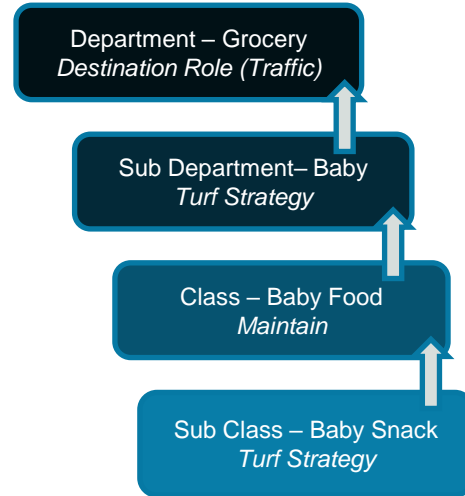 Department – Grocery
Destination Role (Traffic)
Sub Department– Baby
Turf Strategy
Class – Baby Food
Maintain
Sub Class – Baby Snack
Turf Strategy